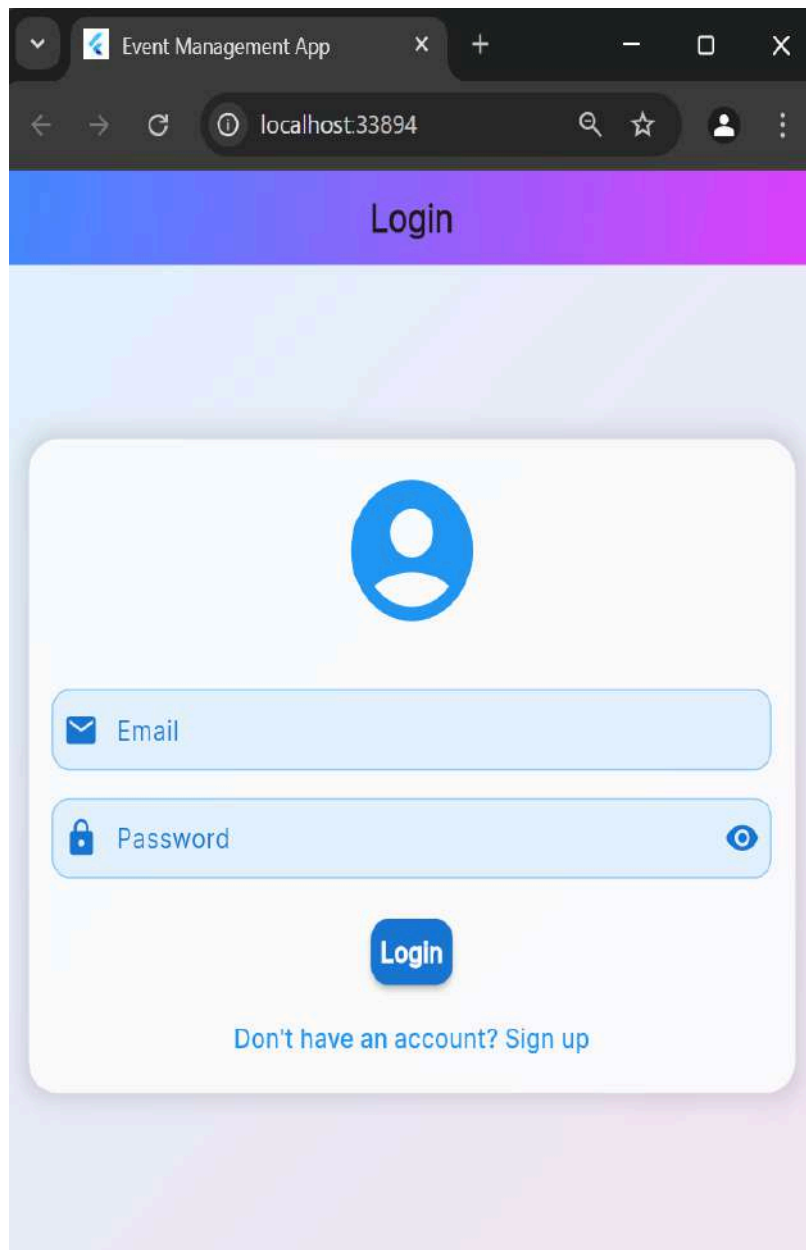 Event Management App
localhost:33894
Login
Email
Password
Login
Don't have an account? Sign up